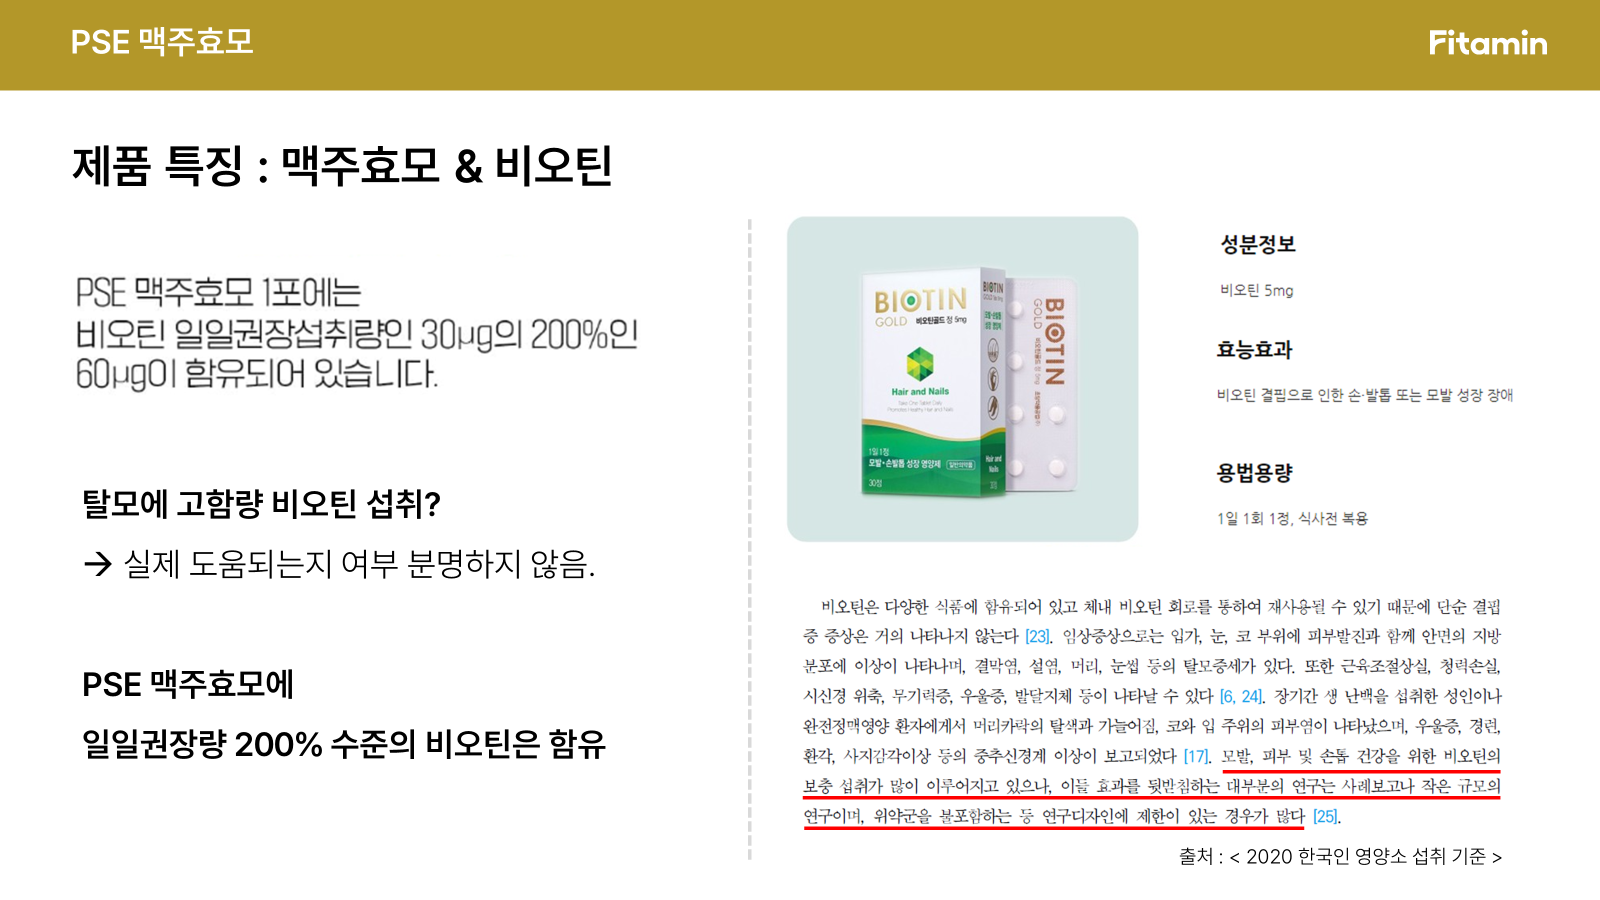 PSE 맥주효모
Fitamin
제품 특징 : 맥주효모 & 비오틴
PSE 맥주효모 1포에는
비오틴 일일권장섭취량인 30μg의 200%인
60μg이 함유되어 있습니다.
탈모에 고함량 비오틴 섭취?
→ 실제 도움되는지 여부 분명하지 않음.
PSE 맥주효모에
일일권장량 200% 수준의 비오틴은 함유
BIOTIN
GOLD 비오틴골드 정 5mg
Hair and Nails
Take One Tablet Daily
Promotes Healthy Hair and Nails
1일 1정
모발·손발톱 성장 영양제 일반의약품
30정
BIOTIN
Hair and
Nails
30정
BIOTIN
GOLD
성분정보
비오틴 5mg
효능효과
비오틴 결핍으로 인한 손·발톱 또는 모발 성장 장애
용법용량
1일 1회 1정, 식사전 복용
비오틴은 다양한 식품에 함유되어 있고 체내 비오틴 회로를 통하여 재사용될 수 있기 때문에 단순 결핍
증 증상은 거의 나타나지 않는다 [23]. 임상증상으로는 입가, 눈, 코 부위에 피부발진과 함께 안면의 지방
분포에 이상이 나타나며, 결막염, 설염, 머리, 눈썹 등의 탈모증세가 있다. 또한 근육조절상실, 청력손실,
시신경 위축, 무기력증, 우울증, 발달지체 등이 나타날 수 있다 [6, 24]. 장기간 생 난백을 섭취한 성인이나
완전정맥영양 환자에게서 머리카락의 탈색과 가늘어짐, 코와 입 주위의 피부염이 나타났으며, 우울증, 경련,
환각, 사지감각이상 등의 중추신경계 이상이 보고되었다 [17]. 모발, 피부 및 손톱 건강을 위한 비오틴의
보충 섭취가 많이 이루어지고 있으나, 이들 효과를 뒷받침하는 대부분의 연구는 사례보고나 작은 규모의
연구이며, 위약군을 불포함하는 등 연구디자인에 제한이 있는 경우가 많다 [25].
출처 : < 2020 한국인 영양소 섭취 기준 >